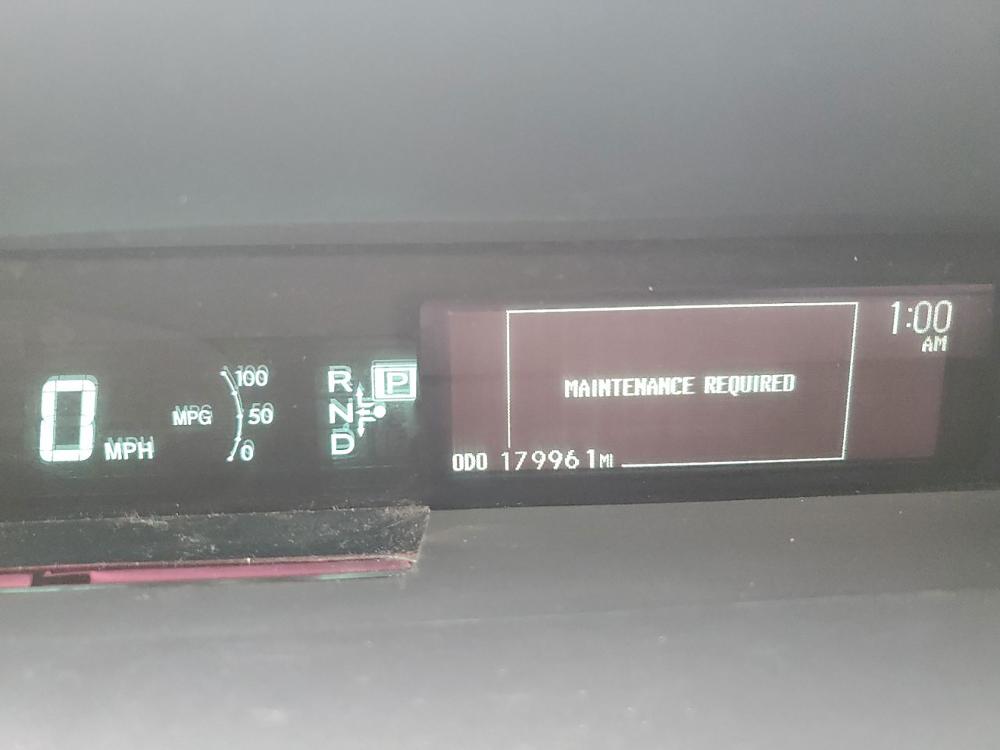 0 MPH
MPG
100
50
0
R
P
N
D
MAINTENANCE REQUIRED
1:00
AM
ODO 179961 MI